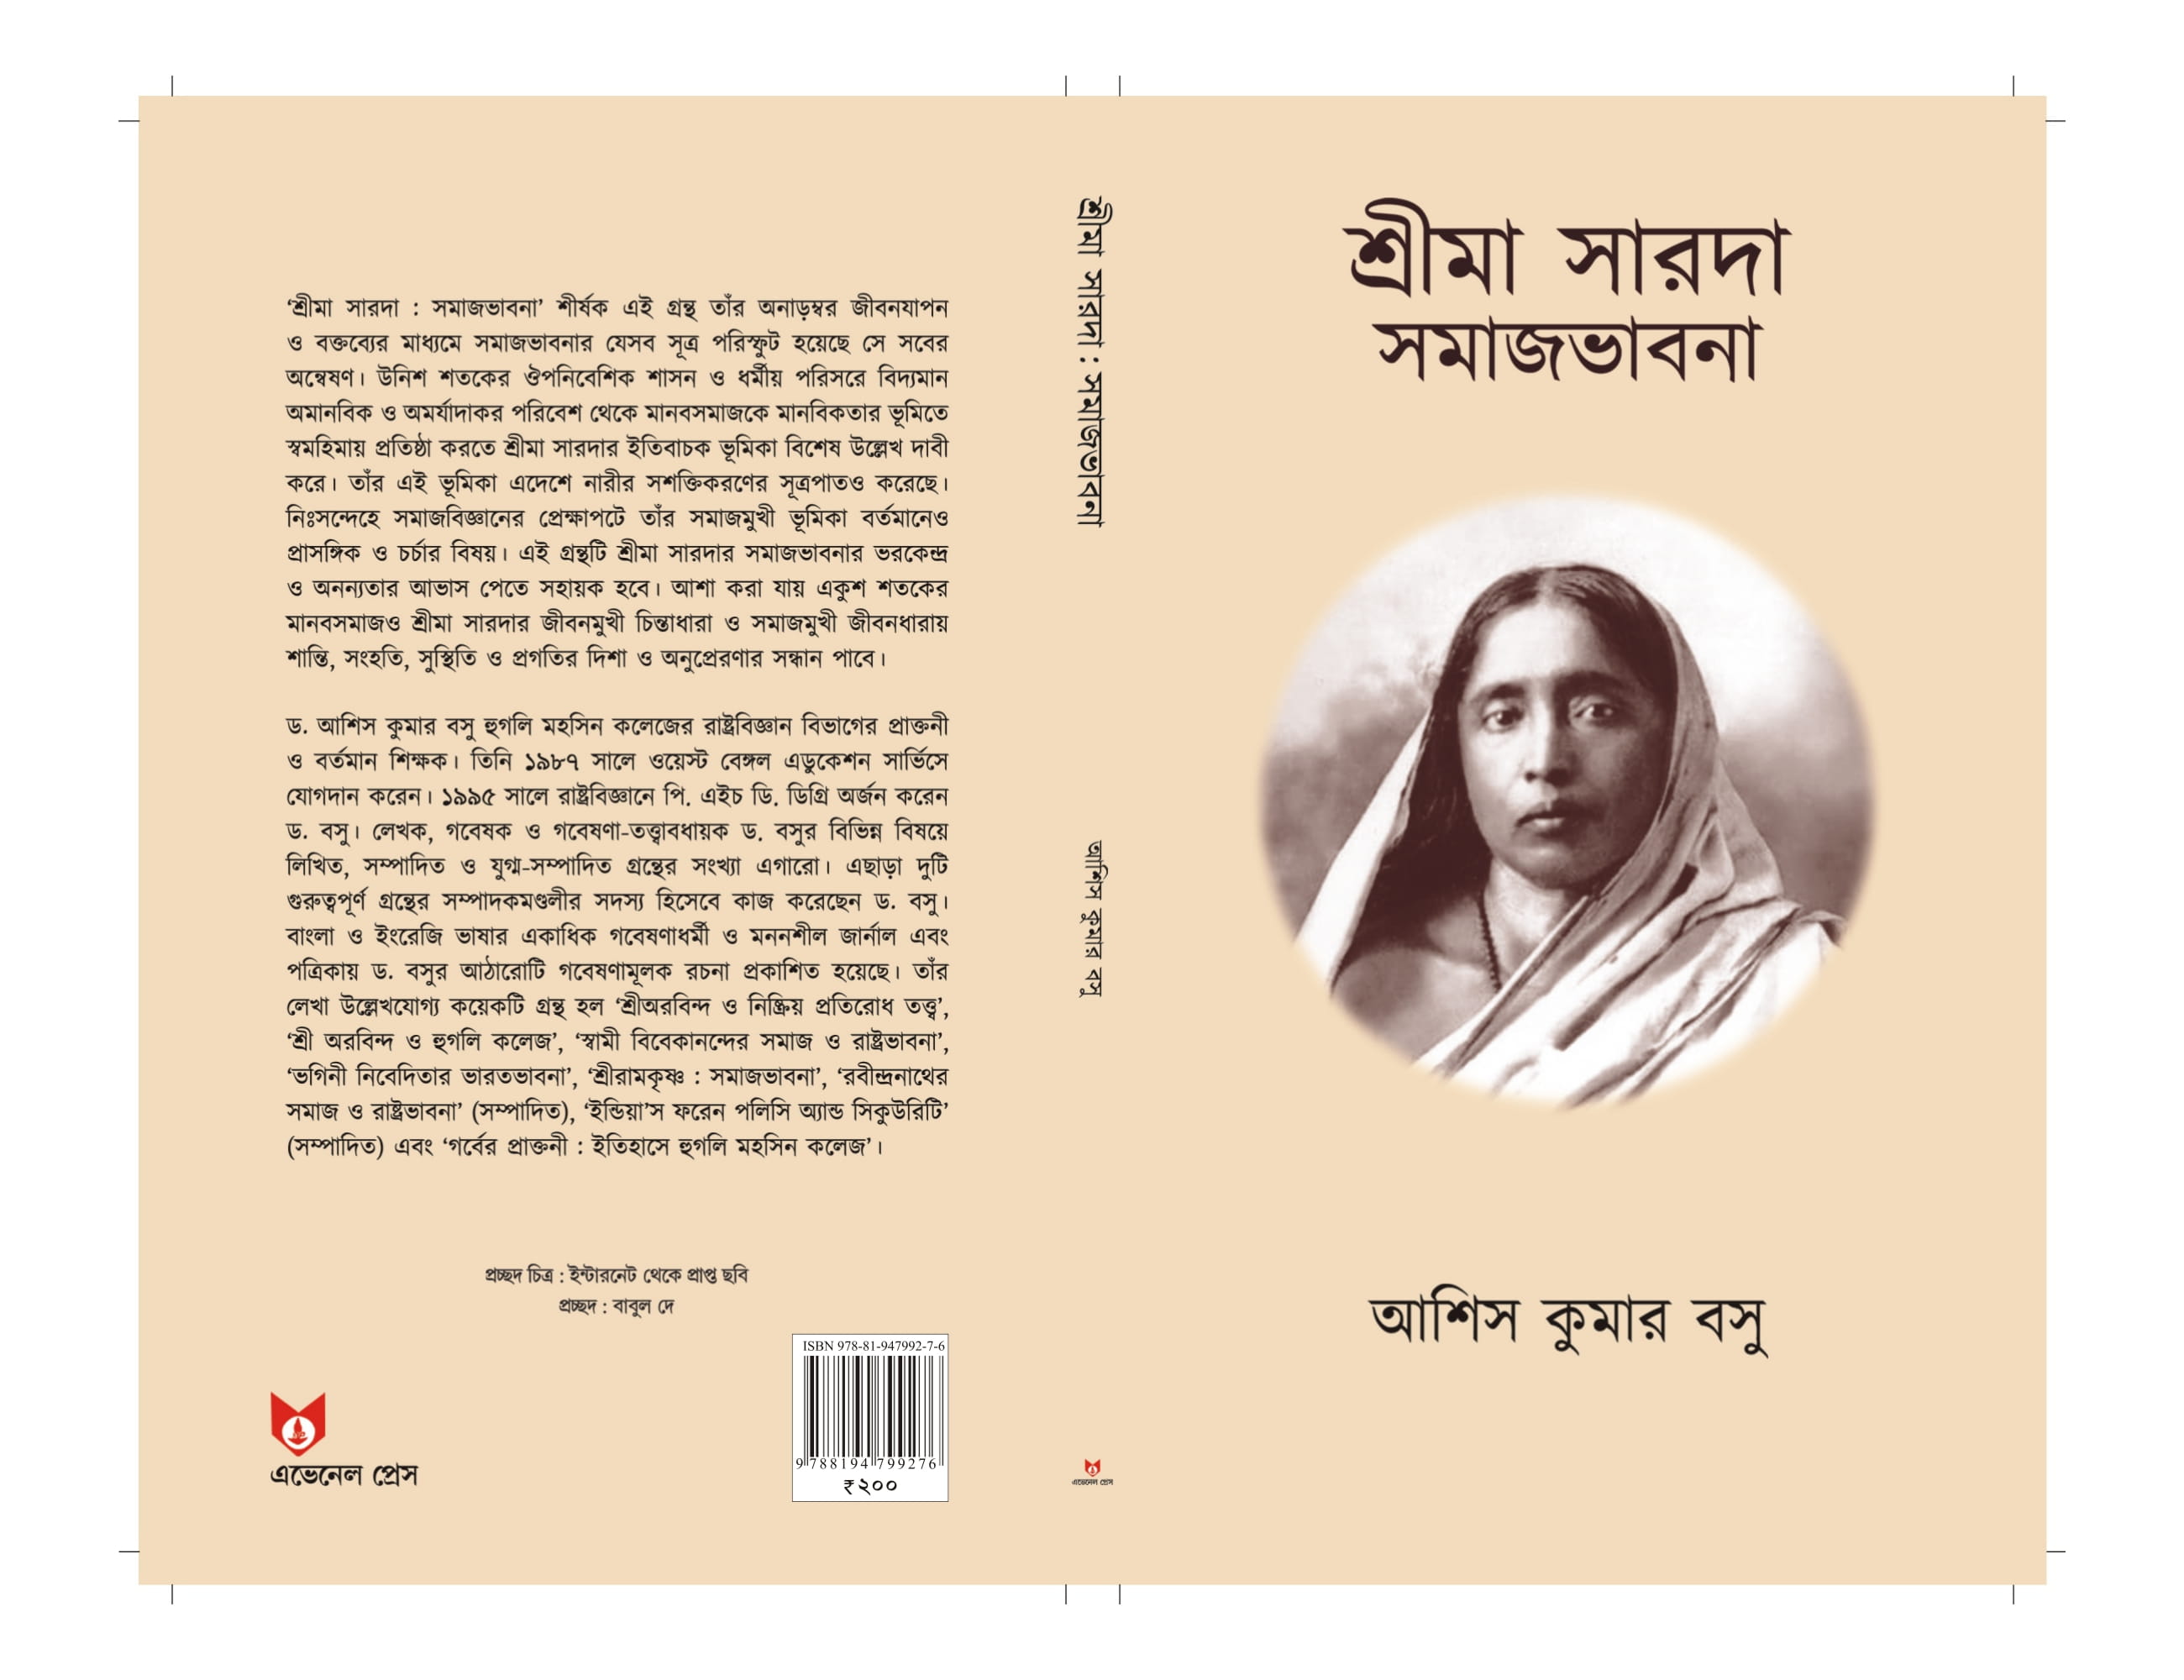 ‘শ্রীমা সারদা : সমাজভাবনা’ শীর্ষক এই গ্রন্থ তাঁর অনাড়ম্বর জীবনযাপন
ও বক্তব্যের মাধ্যমে সমাজভাবনার যেসব সূত্র পরিস্ফুট হয়েছে সে সবের
অন্বেষণ। উনিশ শতকের ঔপনিবেশিক শাসন ও ধর্মীয় পরিসরে বিদ্যমান
অমানবিক ও অমর্যাদাকর পরিবেশ থেকে মানবসমাজকে মানবিকতার ভূমিতে
স্বমহিমায় প্রতিষ্ঠা করতে শ্রীমা সারদার ইতিবাচক ভূমিকা বিশেষ উল্লেখ দাবী
করে। তাঁর এই ভূমিকা এদেশে নারীর সশক্তিকরণের সূত্রপাতও করেছে।
নিঃসন্দেহে সমাজবিজ্ঞানের প্রেক্ষাপটে তাঁর সমাজমুখী ভূমিকা বর্তমানেও
প্রাসঙ্গিক ও চর্চার বিষয়। এই গ্রন্থটি শ্রীমা সারদার সমাজভাবনার ভরকেন্দ্র
ও অনন্যতার আভাস পেতে সহায়ক হবে। আশা করা যায় একুশ শতকের
মানবসমাজও শ্রীমা সারদার জীবনমুখী চিন্তাধারা ও সমাজমুখী জীবনধারায়
শান্তি, সংহতি, সুস্থিতি ও প্রগতির দিশা ও অনুপ্রেরণার সন্ধান পাবে।
ড. আশিস কুমার বসু হুগলি মহসিন কলেজের রাষ্ট্রবিজ্ঞান বিভাগের প্রাক্তনী
ও বর্তমান শিক্ষক। তিনি ১৯৮৭ সালে ওয়েস্ট বেঙ্গল এডুকেশন সার্ভিসে
যোগদান করেন। ১৯৯৫ সালে রাষ্ট্রবিজ্ঞানে পি. এইচ ডি. ডিগ্রি অর্জন করেন
ড. বসু। লেখক, গবেষক ও গবেষণা-তত্ত্বাবধায়ক ড. বসুর বিভিন্ন বিষয়ে
লিখিত, সম্পাদিত ও যুগ্ম-সম্পাদিত গ্রন্থের সংখ্যা এগারো। এছাড়া দুটি
গুরুত্বপূর্ণ গ্রন্থের সম্পাদকমণ্ডলীর সদস্য হিসেবে কাজ করেছেন ড. বসু।
বাংলা ও ইংরেজি ভাষার একাধিক গবেষণাধর্মী ও মননশীল জার্নাল এবং
পত্রিকায় ড. বসুর আঠারোটি গবেষণামূলক রচনা প্রকাশিত হয়েছে। তাঁর
লেখা উল্লেখযোগ্য কয়েকটি গ্রন্থ হল ‘শ্রীঅরবিন্দ ও নিষ্ক্রিয় প্রতিরোধ তত্ত্ব’,
‘শ্রী অরবিন্দ ও হুগলি কলেজ’, ‘স্বামী বিবেকানন্দের সমাজ ও রাষ্ট্রভাবনা’,
‘ভগিনী নিবেদিতার ভারতভাবনা’, ‘শ্রীরামকৃষ্ণ : সমাজভাবনা’, ‘রবীন্দ্রনাথের
সমাজ ও রাষ্ট্রভাবনা’ (সম্পাদিত), ‘ইন্ডিয়া’স ফরেন পলিসি অ্যান্ড সিকুউরিটি’
(সম্পাদিত) এবং ‘গর্বের প্রাক্তনী : ইতিহাসে হুগলি মহসিন কলেজ’।
প্রচ্ছদ চিত্র : ইন্টারনেট থেকে প্রাপ্ত ছবি
প্রচ্ছদ : বাবুল দে
এভেনেল প্রেস
ISBN 978-81-947992-7-6
9 788194 799276
₹ ২০০
শ্রীমা সারদা : সমাজভাবনা
আশিস কুমার বসু
এভেনেল প্রেস
শ্রীমা সারদা
সমাজভাবনা
আশিস কুমার বসু